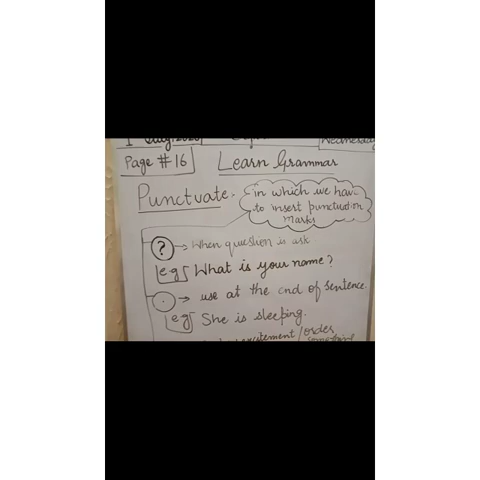 Wednesday
Page #16
Learn Grammar
Punctuate.
in which we have
to insert punctuation
marks
? → When question is ask
eg What is your name?
. → use at the end of sentence.
eg She is sleeping.
/order